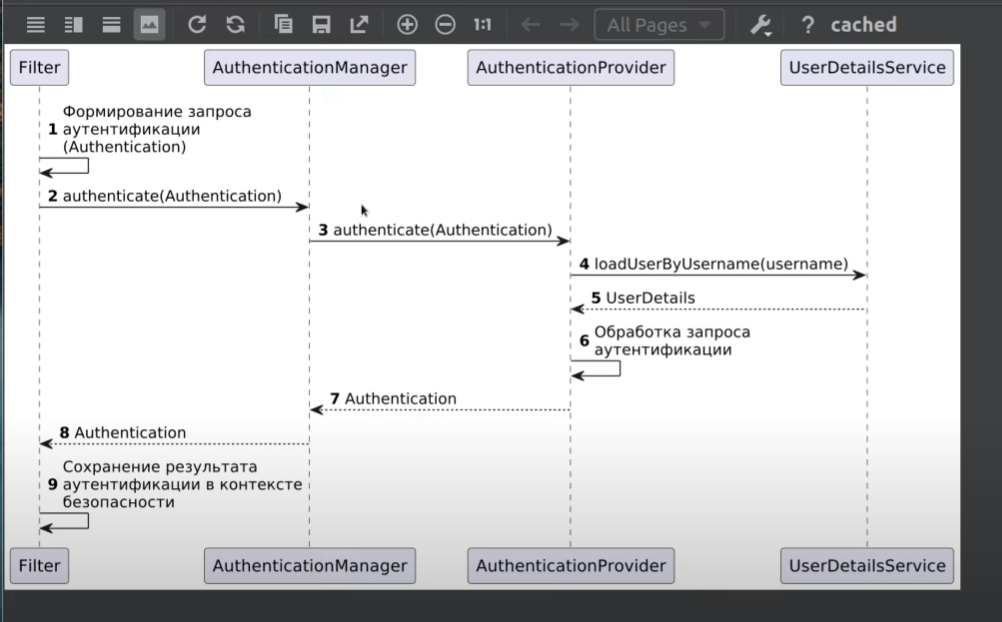 1:1
All Pages
? cached
Filter AuthenticationManager AuthenticationProvider UserDetailsService
Формирование запроса
1 аутентификации
(Authentication)
2 authenticate(Authentication)
3 authenticate(Authentication)
4 loadUserByUsername(username)
5 UserDetails
6 Обработка запроса
аутентификации
7 Authentication
8 Authentication
Сохранение результата
9 аутентификации в контексте
безопасности
Filter AuthenticationManager AuthenticationProvider UserDetailsService